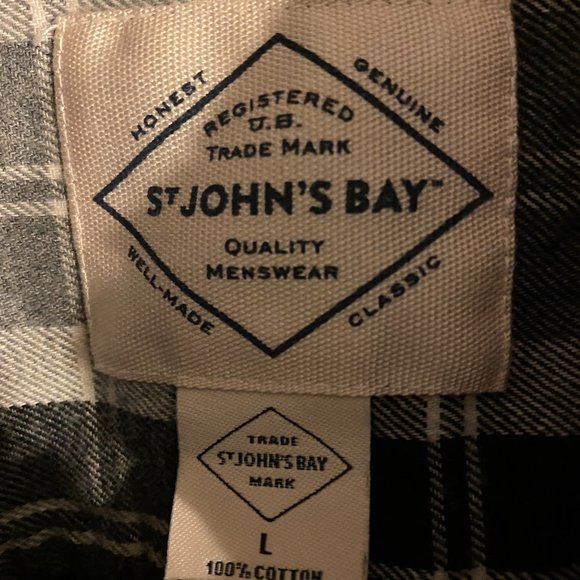 HONEST
GENUINE
REGISTERED
U.S.
TRADE MARK
ST JOHN'S BAY™
QUALITY
MENSWEAR
WELL-MADE
CLASSIC
TRADE
ST JOHN'S BAY
MARK
L
100% COTTON